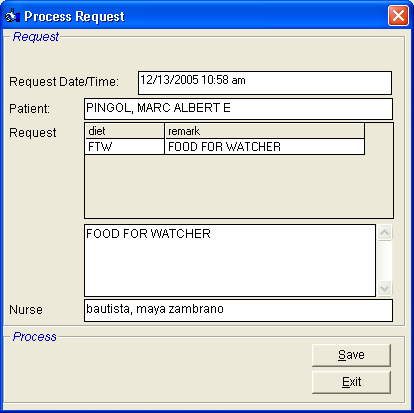 Process Request
Request
Request Date/Time: 12/13/2005 10:58 am
Patient: PINGOL, MARC ALBERT E
Request diet remark
FTW FOOD FOR WATCHER
FOOD FOR WATCHER
Nurse bautista, maya zambrano
Process
Save
Exit